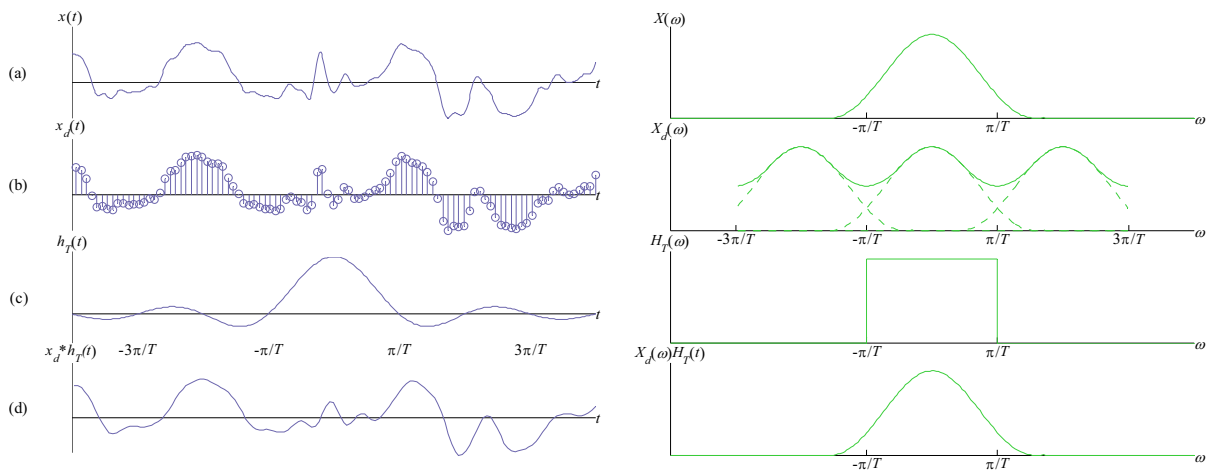 x(t)
X(ω)
(a)
t
-π/T
π/T
ω
x_d(t)
X_d(ω)
(b)
t
-3π/T
-π/T
π/T
3π/T
ω
h_T(t)
H_T(ω)
(c)
t
ω
x_d*h_T(t)
-3π/T
-π/T
π/T
3π/T
-π/T
π/T
X_d(ω)H_T(t)
(d)
t
-π/T
π/T
ω